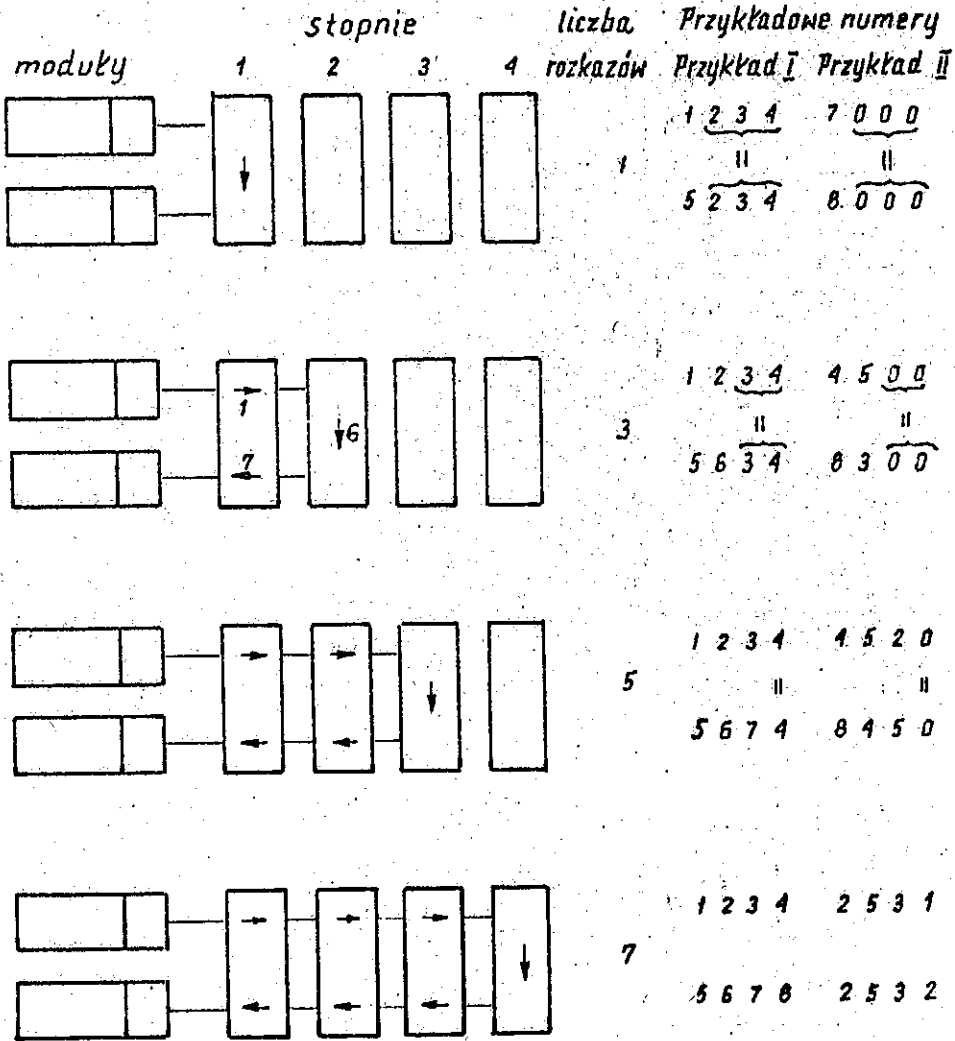 stopnie liczba Przykładowe numery
moduły 1 2 3 4 rozkazów Przykład I Przykład II
1 2 3 4 7 0 0 0
1 = =
5 2 3 4 8. 0 0 0
1 2 3 4 4 5 0 0
1 6 3 = =
7 5 6 3 4 8 3 0 0
1 2 3 4 4 5 2 0
5 = =
5 6 7 4 8 4 5 0
1 2 3 4 2 5 3 1
7
5 6 7 8 2 5 3 2